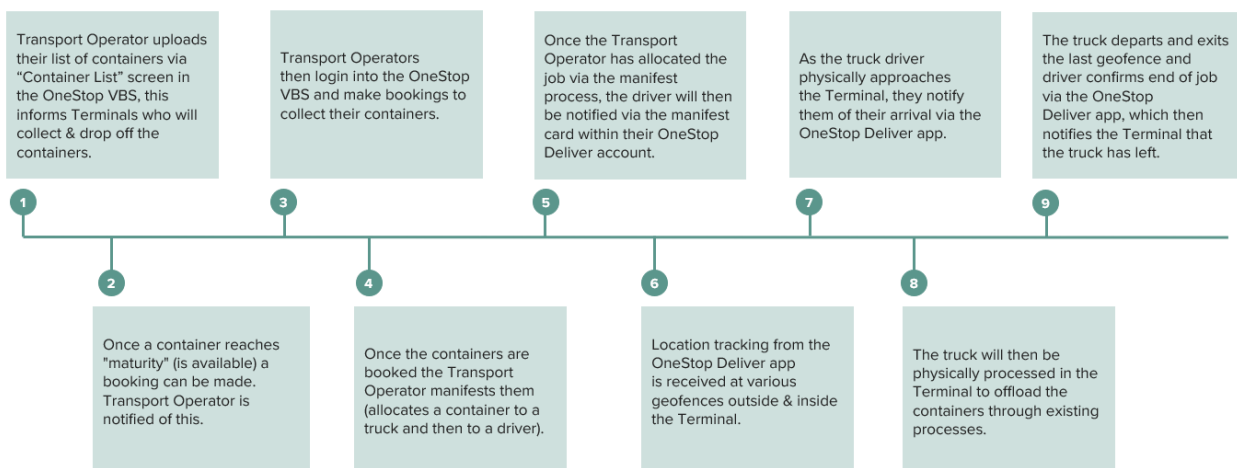 Transport Operator uploads
their list of containers via
“Container List” screen in
the OneStop VBS, this
informs Terminals who will
collect & drop off the
containers.
1
2
Once a container reaches
"maturity" (is available) a
booking can be made.
Transport Operator is
notified of this.
Transport Operators
then login into the OneStop
VBS and make bookings to
collect their containers.
3
4
Once the containers are
booked the Transport
Operator manifests them
(allocates a container to a
truck and then to a driver).
Once the Transport
Operator has allocated the
job via the manifest
process, the driver will then
be notified via the manifest
card within their OneStop
Deliver account.
5
6
Location tracking from the
OneStop Deliver app
is received at various
geofences outside & inside
the Terminal.
As the truck driver
physically approaches
the Terminal, they notify
them of their arrival via the
OneStop Deliver app.
7
8
The truck will then be
physically processed in the
Terminal to offload the
containers through existing
processes.
The truck departs and exits
the last geofence and
driver confirms end of job
via the OneStop
Deliver app, which then
notifies the Terminal that
the truck has left.
9